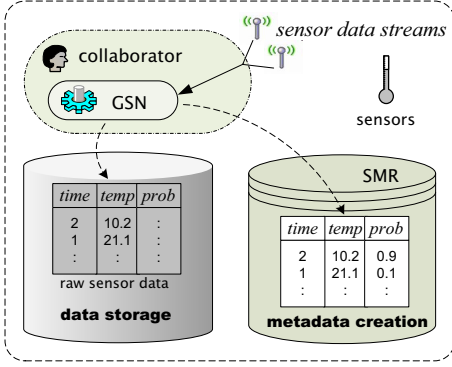 sensor data streams
collaborator
GSN
sensors
SMR
time temp prob
2 10.2 :
1 21.1 :
: : :
raw sensor data
data storage
time temp prob
2 10.2 0.9
1 21.1 0.1
: : :
metadata creation